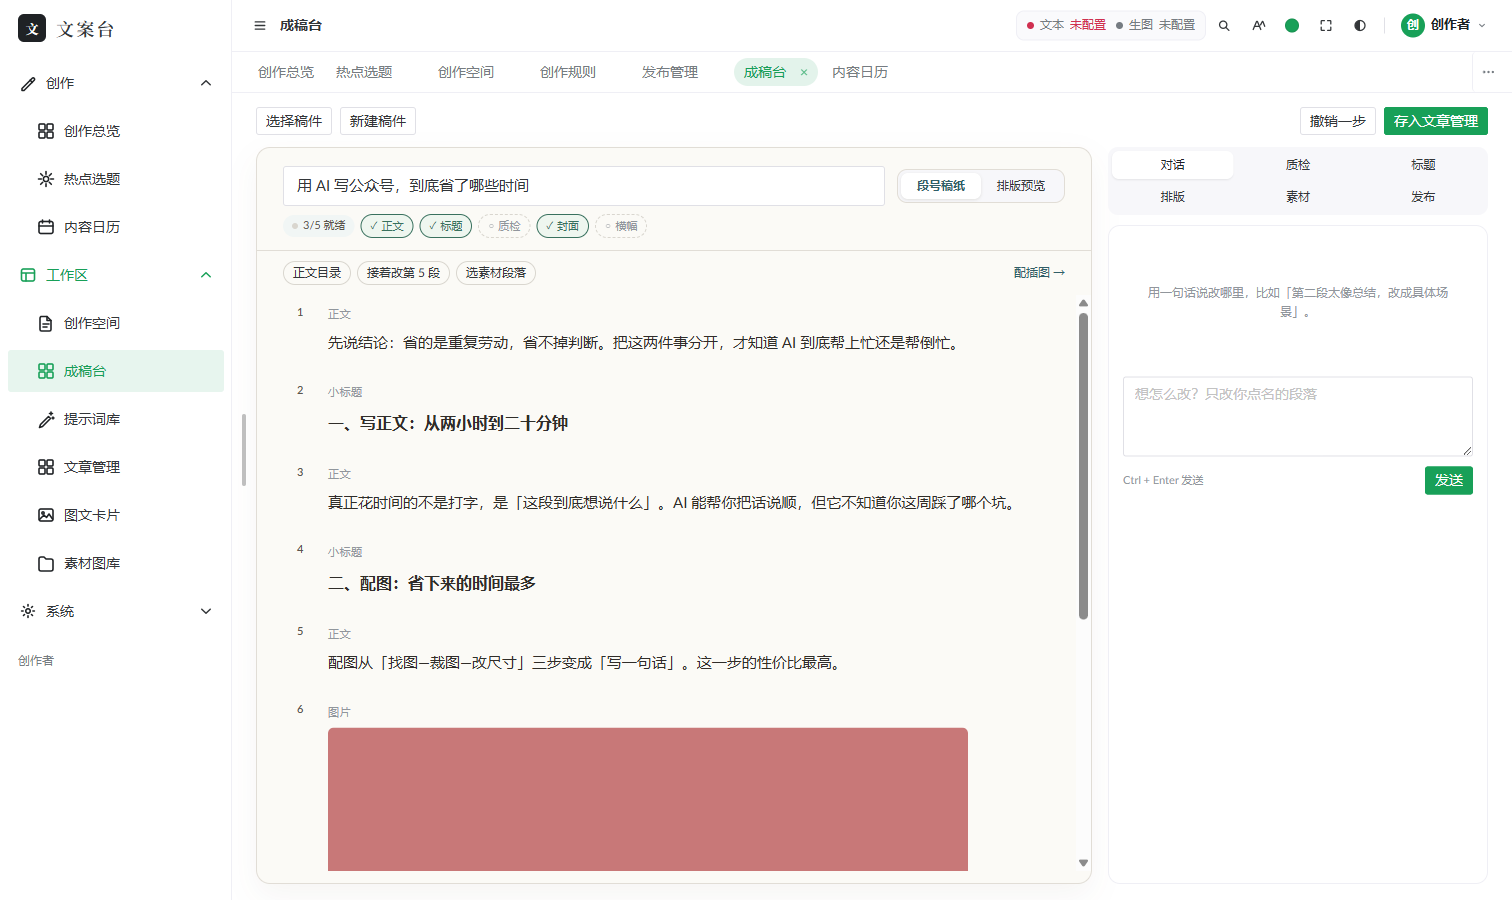 文 文案台
创作
创作总览
热点选题
内容日历
工作区
创作空间
成稿台
提示词库
文章管理
图文卡片
素材图库
系统
创作者
成稿台
文本 未配置 生图 未配置
创 创作者
创作总览 热点选题 创作空间 创作规则 发布管理 成稿台 × 内容日历
选择稿件 新建稿件
撤销一步 存入文章管理
用 AI 写公众号，到底省了哪些时间
段号稿纸 排版预览
3/5 就绪 ✓ 正文 ✓ 标题 ○ 质检 ✓ 封面 ○ 横幅
正文目录 接着改第 5 段 选素材段落
配插图 →
1 正文
先说结论：省的是重复劳动，省不掉判断。把这两件事分开，才知道 AI 到底帮上忙还是帮倒忙。
2 小标题
一、写正文：从两小时到二十分钟
3 正文
真正花时间的不是打字，是「这段到底想说什么」。AI 能帮你把话说顺，但它不知道你这周踩了哪个坑。
4 小标题
二、配图：省下来的时间最多
5 正文
配图从「找图—裁图—改尺寸」三步变成「写一句话」。这一步的性价比最高。
6 图片
对话 质检 标题
排版 素材 发布
用一句话说改哪里，比如「第二段太像总结，改成具体场
景」。
想怎么改？只改你点名的段落
Ctrl + Enter 发送
发送